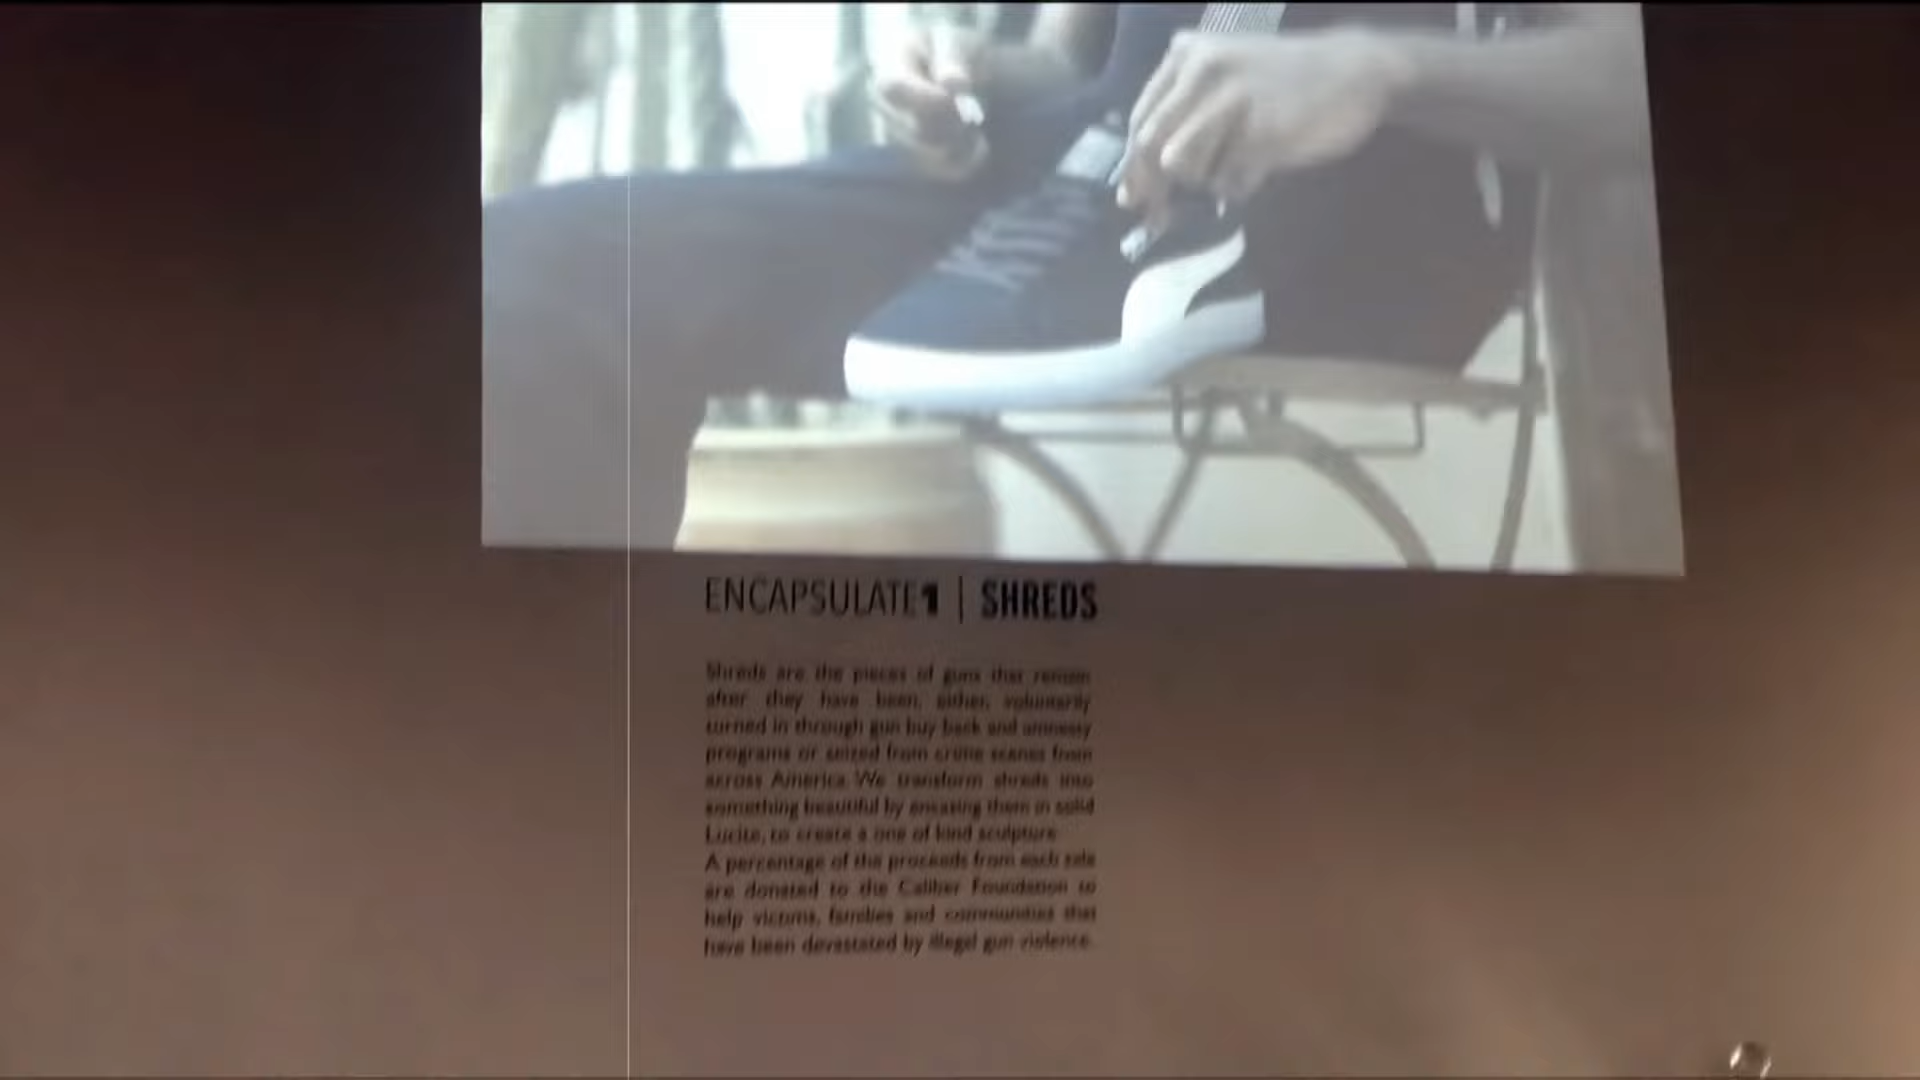 ENCAPSULATE1 | SHREDS
Shreds are the pieces of guns that remain
after they have been, either, voluntarily
turned in through gun buy back and amnesty
programs or seized from crime scenes from
across America. We transform shreds into
something beautiful by encasing them in solid
Lucite, to create a one of kind sculpture
A percentage of the proceeds from each sale
are donated to the Caliber Foundation to
help victims, families and communities that
have been devastated by illegal gun violence.